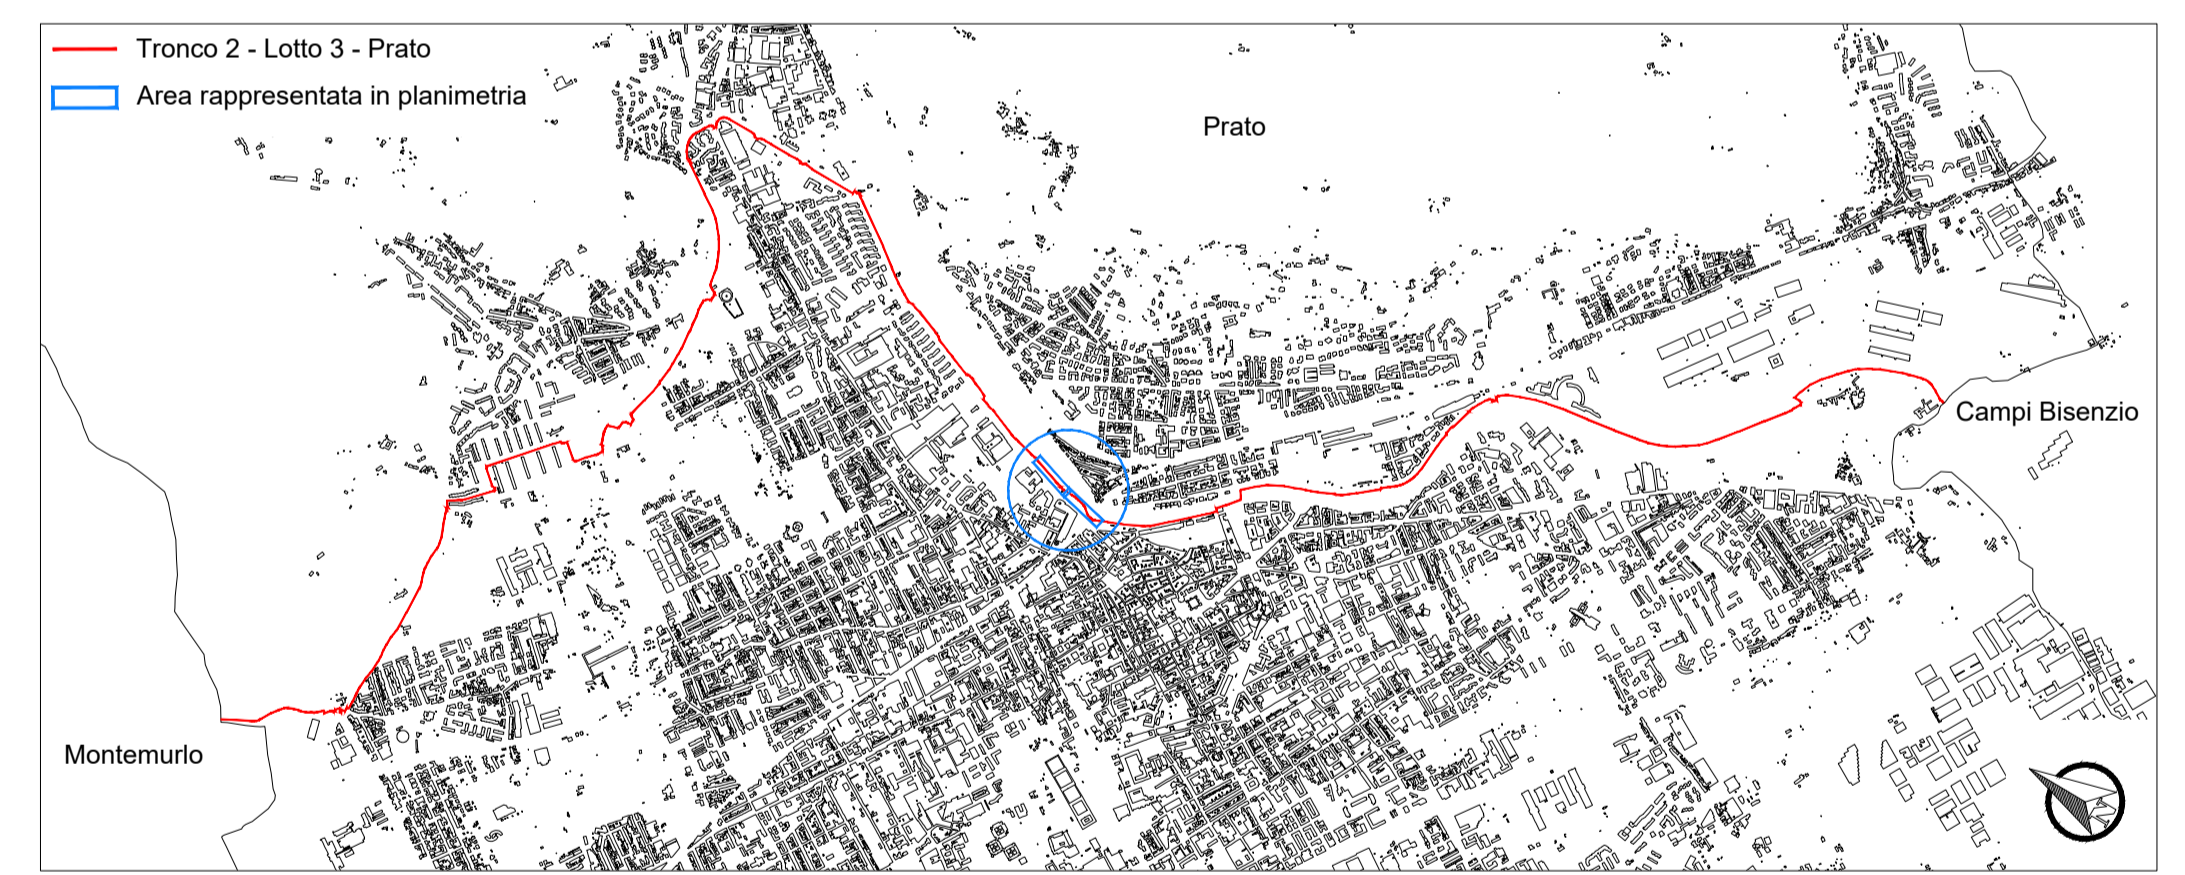 Tronco 2 - Lotto 3 - Prato
Area rappresentata in planimetria
Prato
Campi Bisenzio
Montemurlo
N